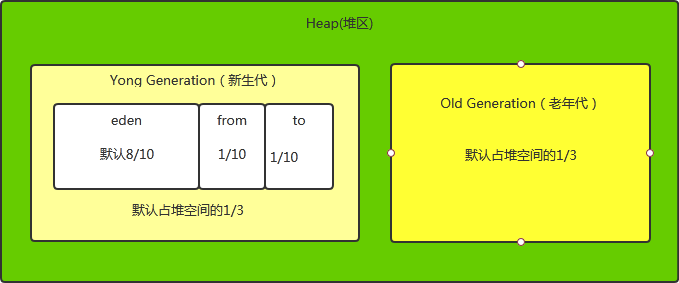 Heap(堆区)
Yong Generation（新生代）
eden
from
to
默认8/10
1/10
1/10
默认占堆空间的1/3
Old Generation（老年代）
默认占堆空间的1/3